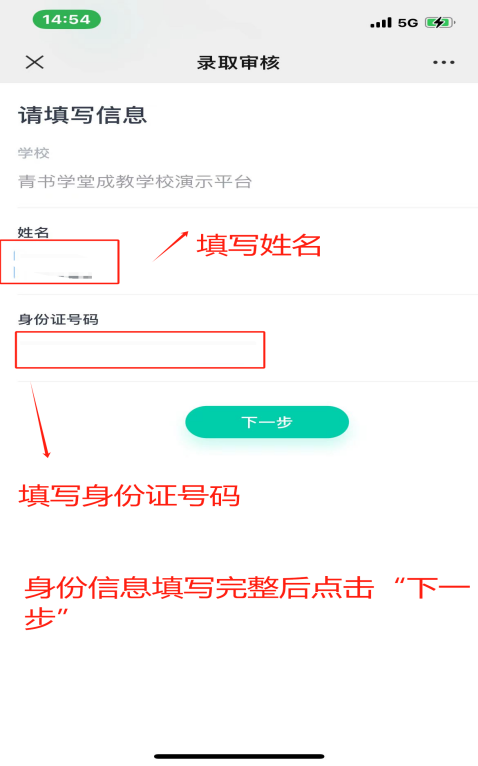 14:54
5G
录取审核
请填写信息
学校
青书学堂成教学校演示平台
姓名
填写姓名
身份证号码
下一步
填写身份证号码
身份信息填写完整后点击“下一
步”